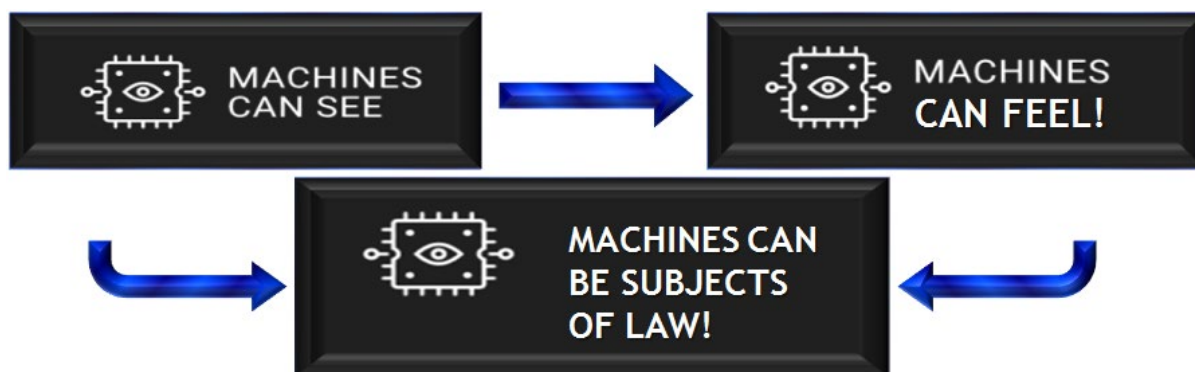 MACHINES
CAN SEE
MACHINES
CAN FEEL!
MACHINES CAN
BE SUBJECTS
OF LAW!